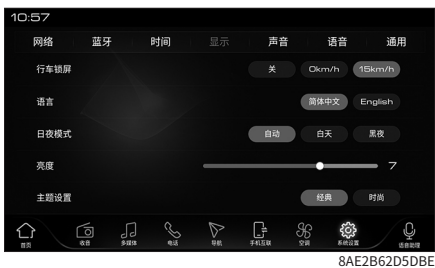 10:57
网络 蓝牙 时间 显示 声音 语音 通用
行车锁屏 关 0km/h 15km/h
语言 简体中文 English
日夜模式 自动 白天 黑夜
亮度 7
主题设置 经典 时尚
首页 收音 多媒体 电话 导航 手机互联 空调 系统设置 语音助理
8AE2B62D5DBE